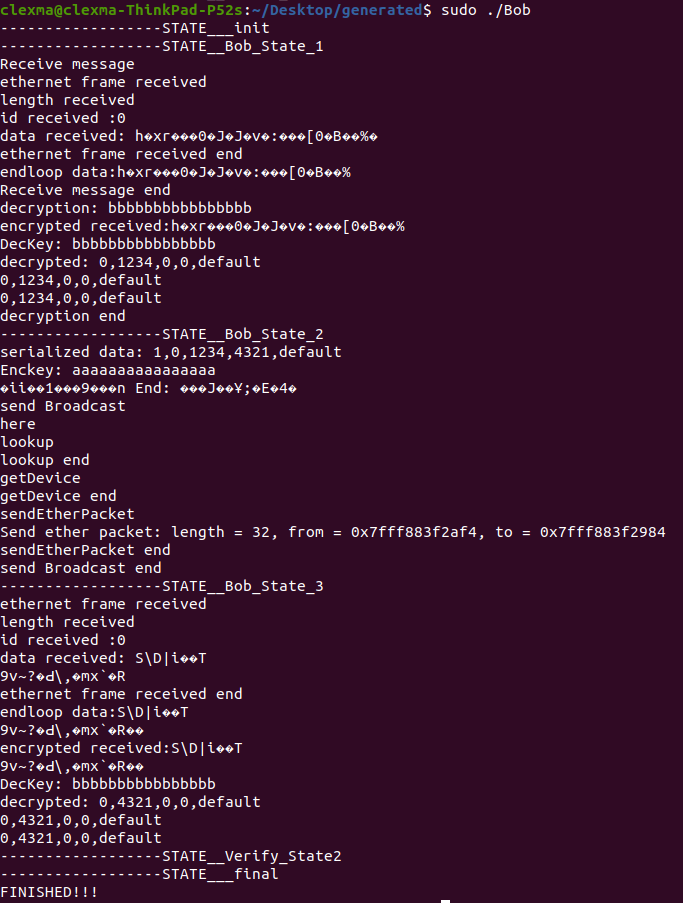 clexma@clexma-ThinkPad-P52s:~/Desktop/generated$ sudo ./Bob
------------------STATE___init
------------------STATE__Bob_State_1
Receive message
ethernet frame received
length received
id received :0
data received: h�xr���0�J�J�v�:���[0�B��%�
ethernet frame received end
endloop data:h�xr���0�J�J�v�:���[0�B��%
Receive message end
decryption: bbbbbbbbbbbbbbbb
encrypted received:h�xr���0�J�J�v�:���[0�B��%
DecKey: bbbbbbbbbbbbbbbb
decrypted: 0,1234,0,0,default
0,1234,0,0,default
0,1234,0,0,default
decryption end
------------------STATE__Bob_State_2
serialized data: 1,0,1234,4321,default
Enckey: aaaaaaaaaaaaaaaa
�ii��1���9���n End: ���J��¥;�E�4�
send Broadcast
here
lookup
lookup end
getDevice
getDevice end
sendEtherPacket
Send ether packet: length = 32, from = 0x7fff883f2af4, to = 0x7fff883f2984
sendEtherPacket end
send Broadcast end
------------------STATE__Bob_State_3
ethernet frame received
length received
id received :0
data received: S\D|i��T
9v~?�d\,�mx`�R
ethernet frame received end
endloop data:S\D|i��T
9v~?�d\,�mx`�R��
encrypted received:S\D|i��T
9v~?�d\,�mx`�R��
DecKey: bbbbbbbbbbbbbbbb
decrypted: 0,4321,0,0,default
0,4321,0,0,default
0,4321,0,0,default
------------------STATE__Verify_State2
------------------STATE___final
FINISHED!!!